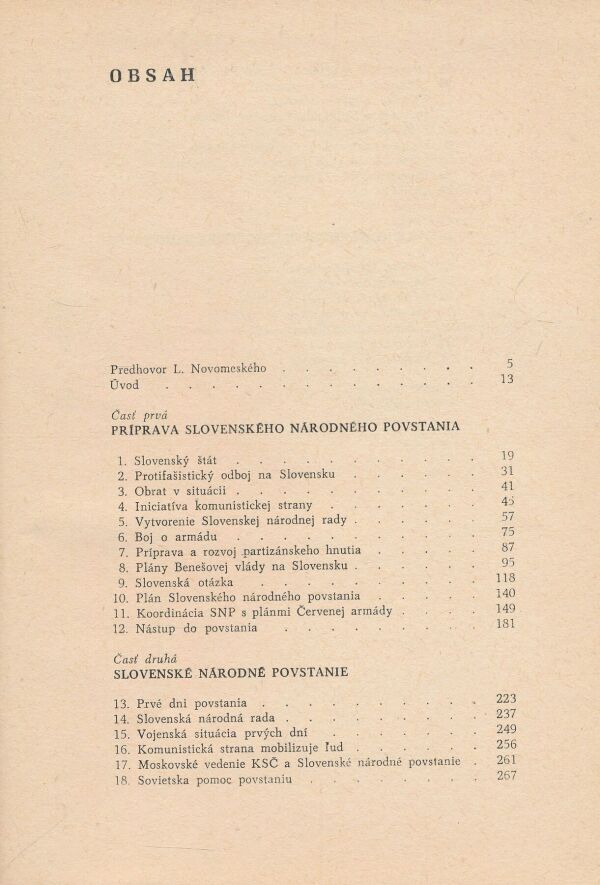 OBSAH
Predhovor L. Novomeského . . . . . . . . . 5
Úvod . . . . . . . . . . . . . 13
Časť prvá
PRÍPRAVA SLOVENSKÉHO NÁRODNÉHO POVSTANIA
1. Slovenský štát . . . . . . . . . . . 19
2. Protifašistický odboj na Slovensku . . . . . . 31
3. Obrat v situácii . . . . . . . . . . . 41
4. Iniciatíva komunistickej strany . . . . . . . 45
5. Vytvorenie Slovenskej národnej rady . . . . . . 57
6. Boj o armádu . . . . . . . . . . . 75
7. Príprava a rozvoj partizánskeho hnutia . . . . . 87
8. Plány Benešovej vlády na Slovensku . . . . . . 95
9. Slovenská otázka . . . . . . . . . . 118
10. Plán Slovenského národného povstania . . . . . 140
11. Koordinácia SNP s plánmi Červenej armády . . . . 149
12. Nástup do povstania . . . . . . . . 181
Časť druhá
SLOVENSKÉ NÁRODNÉ POVSTANIE
13. Prvé dni povstania . . . . . . . . . . 223
14. Slovenská národná rada . . . . . . . . . 237
15. Vojenská situácia prvých dní . . . . . . . 249
16. Komunistická strana mobilizuje ľud . . . . . . 256
17. Moskovské vedenie KSČ a Slovenské národné povstanie . 261
18. Sovietska pomoc povstaniu . . . . . . . . 267